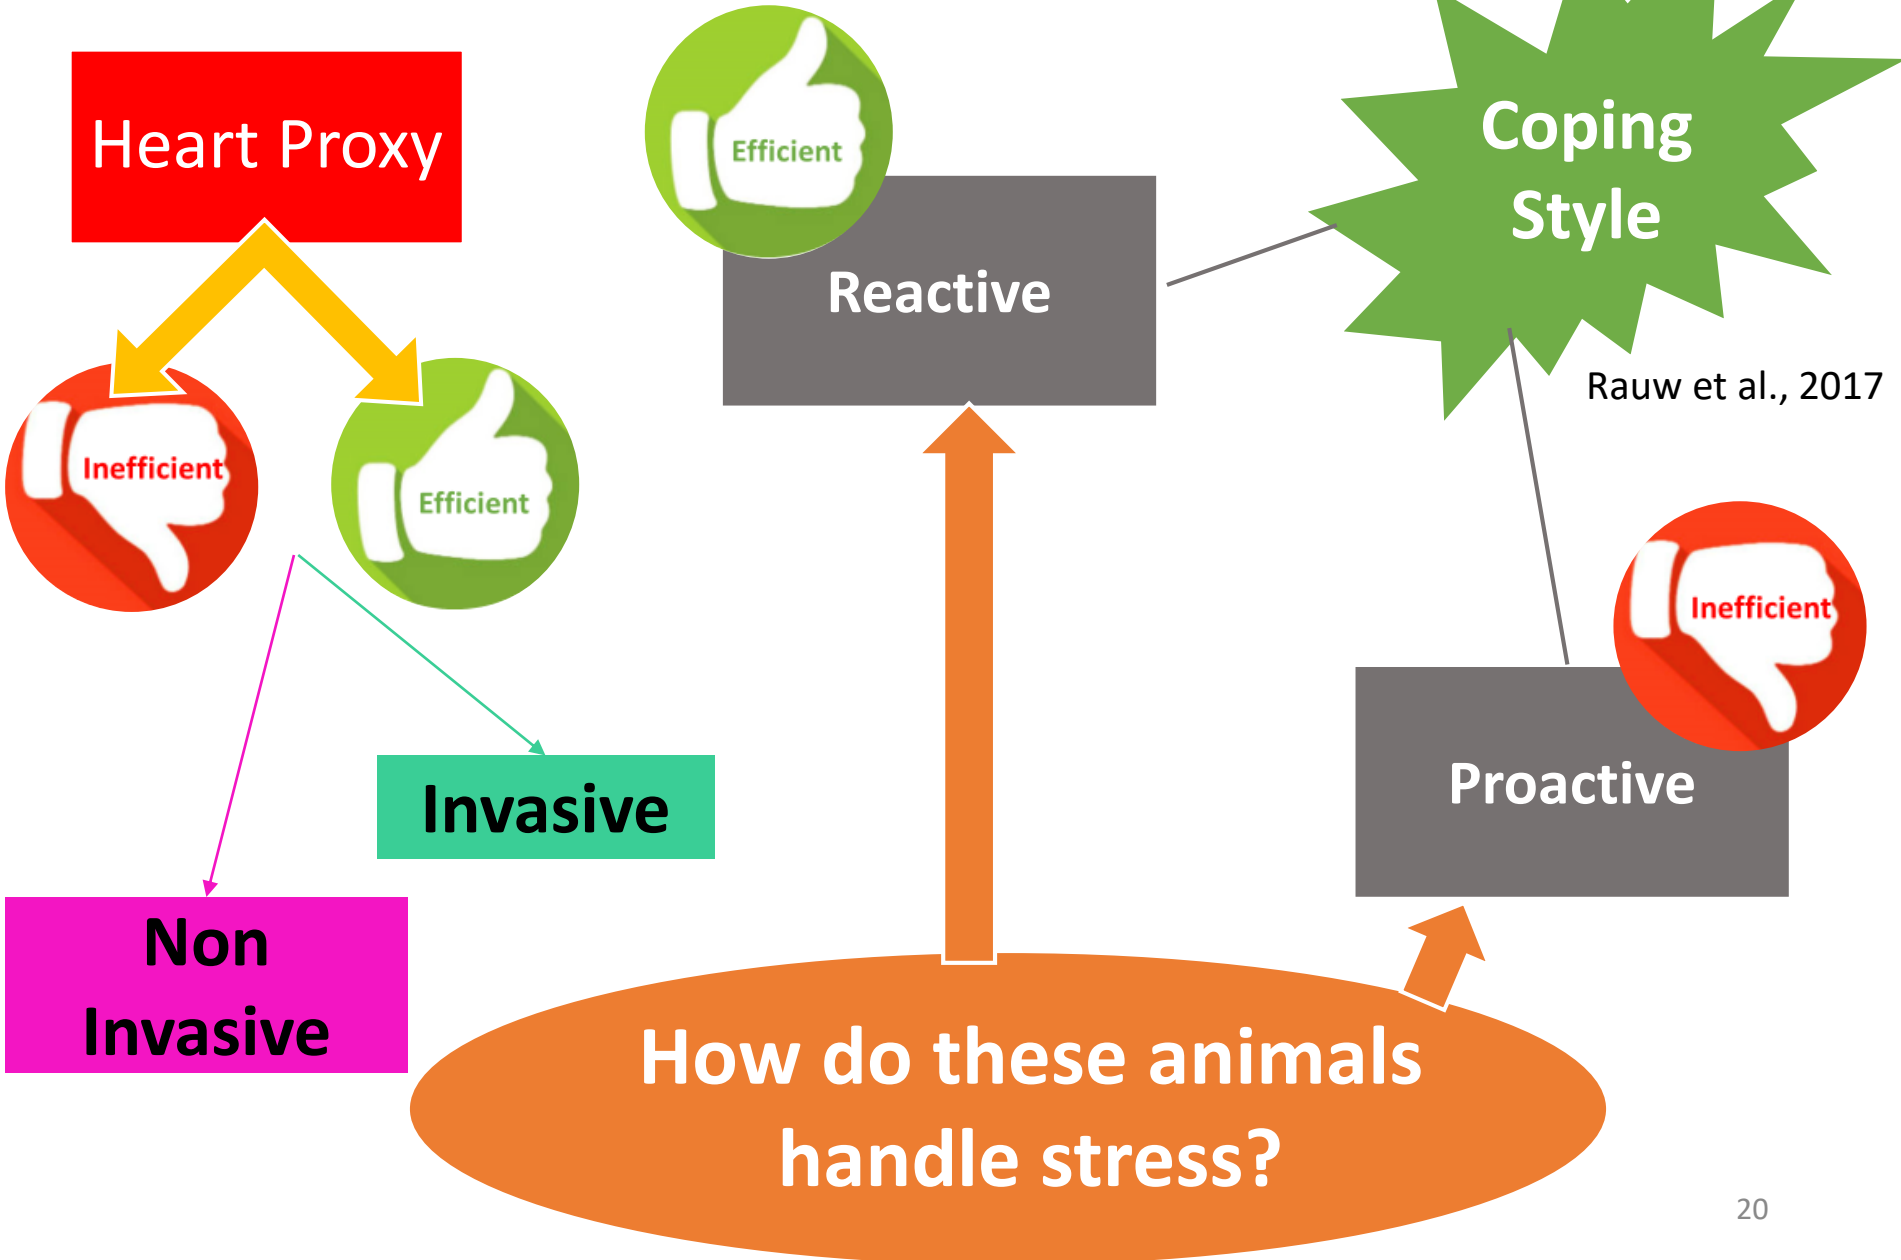 Heart Proxy
Inefficient
Efficient
Invasive
Non
Invasive
Efficient
Reactive
Coping
Style
Rauw et al., 2017
Inefficient
Proactive
How do these animals
handle stress?
20